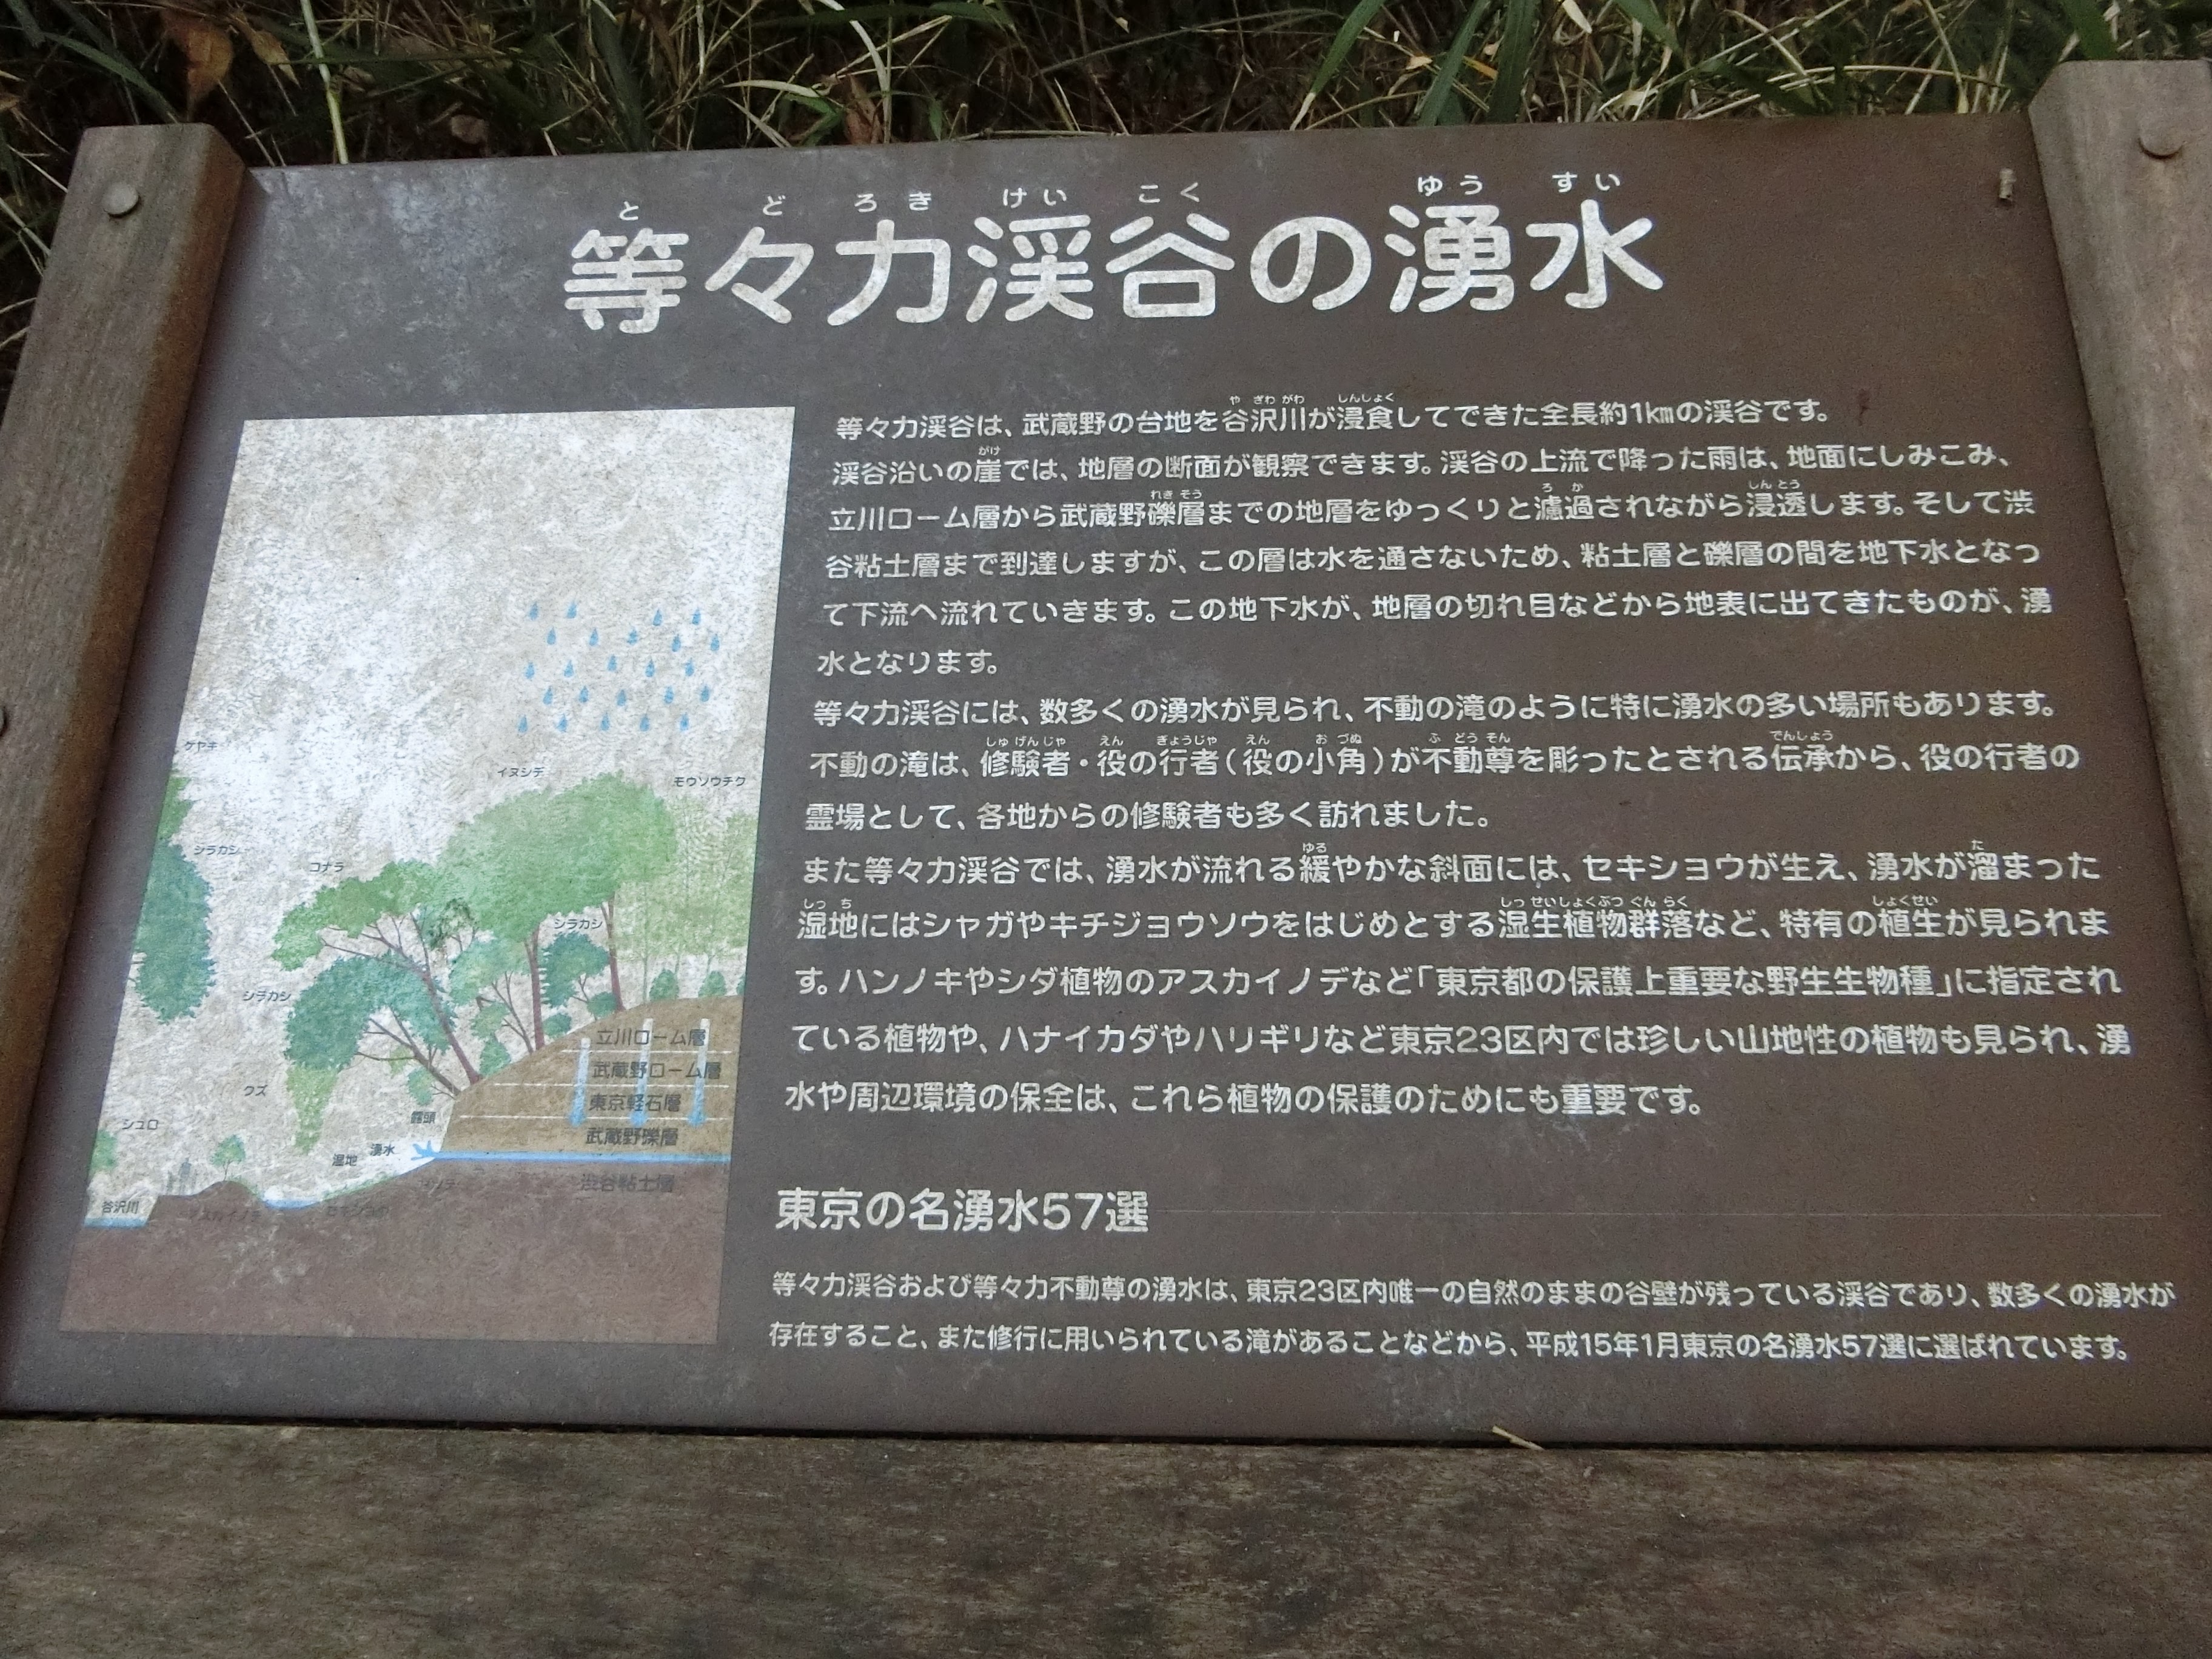 等々力渓谷の湧水
とどろきけいこくゆうすい
等々力渓谷は、武蔵野の台地を谷沢川が浸食してできた全長約1㎞の渓谷です。
渓谷沿いの崖では、地層の断面が観察できます。渓谷の上流で降った雨は、地面にしみこみ、
立川ローム層から武蔵野礫層までの地層をゆっくりと濾過されながら浸透します。そして渋
谷粘土層まで到達しますが、この層は水を通さないため、粘土層と礫層の間を地下水となっ
て下流へ流れていきます。この地下水が、地層の切れ目などから地表に出てきたものが、湧
水となります。
等々力渓谷には、数多くの湧水が見られ、不動の滝のように特に湧水の多い場所もあります。
不動の滝は、修験者・役の行者(役の小角)が不動尊を彫ったとされる伝承から、役の行者の
霊場として、各地からの修験者も多く訪れました。
また等々力渓谷では、湧水が流れる緩やかな斜面には、セキショウが生え、湧水が溜まった
湿地にはシャガやキチジョウソウをはじめとする湿生植物群落など、特有の植生が見られま
す。ハンノキやシダ植物のアスカイノデなど「東京都の保護上重要な野生生物種」に指定され
ている植物や、ハナイカダやハリギリなど東京23区内では珍しい山地性の植物も見られ、湧
水や周辺環境の保全は、これら植物の保護のためにも重要です。
東京の名湧水57選
等々力渓谷および等々力不動尊の湧水は、東京23区内唯一の自然のままの谷壁が残っている渓谷であり、数多くの湧水が
存在すること、また修行に用いられている滝があることなどから、平成15年1月東京の名湧水57選に選ばれています。
ケヤキ
イヌシデ
モウソウチク
シラカシ
コナラ
シラカシ
シラカシ
立川ローム層
武蔵野ローム層
クズ
東京軽石層
シュロ
露頭
武蔵野礫層
湧水
湿地
渋谷粘土層
谷沢川
アスカイノデ
セキショウ